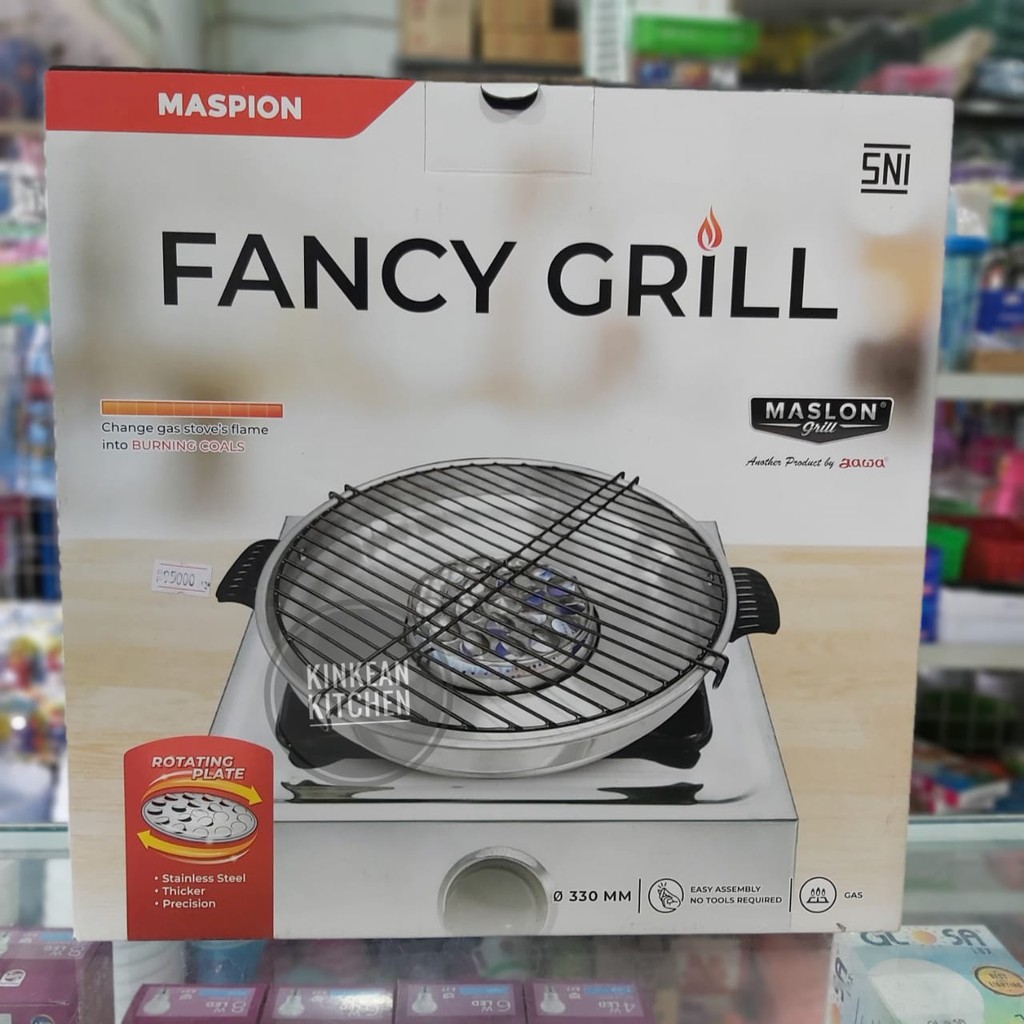 MASPION
SNI
FANCY GRILL
Change gas stove's flame
into BURNING COALS
MASLON®
grill
Another Product by aawa®
KINKEAN
KITCHEN
ROTATING
PLATE
• Stainless Steel
• Thicker
• Precision
Ø 330 MM
EASY ASSEMBLY
NO TOOLS REQUIRED
GAS
GLOSA